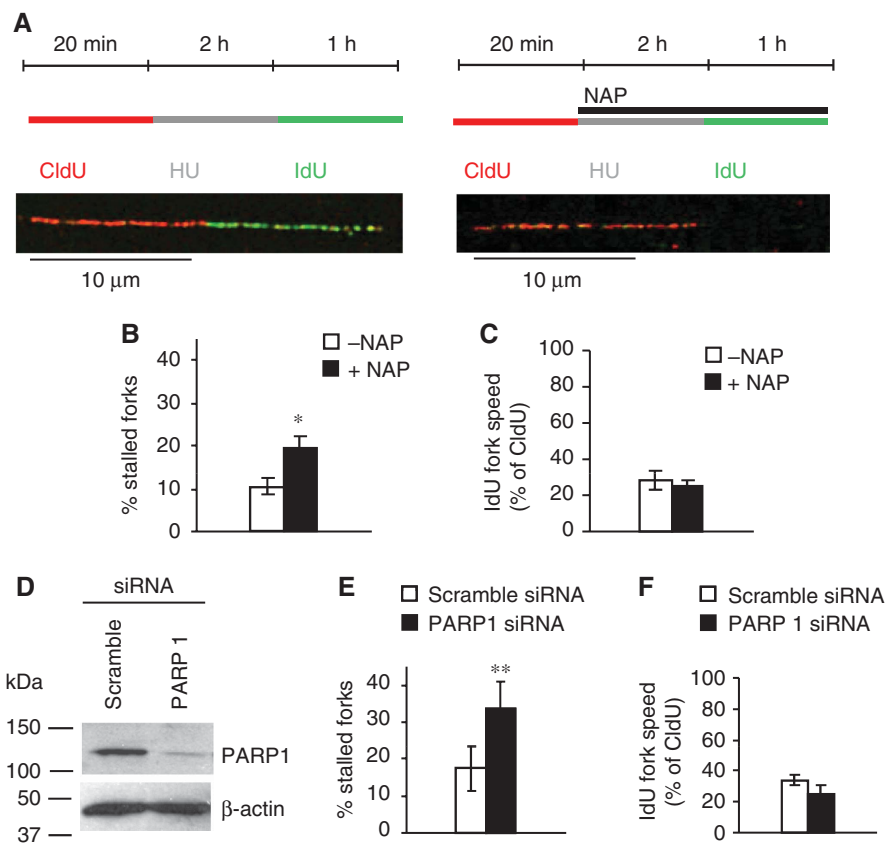 A
20 min 2 h 1 h
CldU HU IdU
10 μm
20 min 2 h 1 h
NAP
CldU HU IdU
10 μm
B
–NAP
+ NAP
% stalled forks
40
30
20
10
0
*
C
–NAP
+ NAP
IdU fork speed
(% of CldU)
100
80
60
40
20
0
D
siRNA
Scramble
PARP 1
kDa
150
100
50
37
PARP1
β-actin
E
Scramble siRNA
PARP1 siRNA
% stalled forks
40
30
20
10
0
**
F
Scramble siRNA
PARP 1 siRNA
IdU fork speed
(% of CldU)
100
80
60
40
20
0